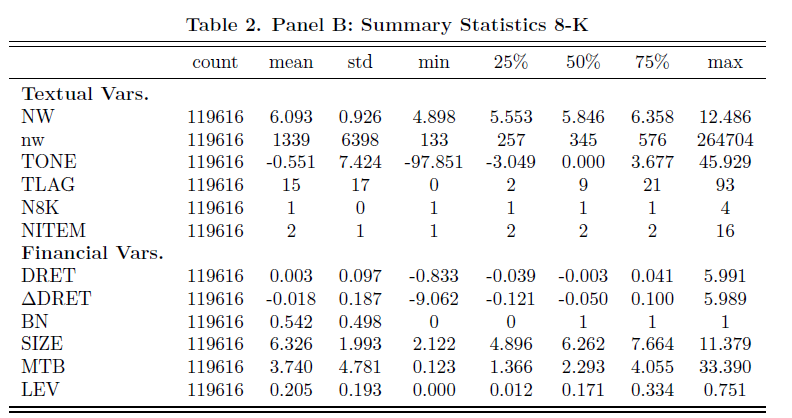 Table 2. Panel B: Summary Statistics 8-K
count mean std min 25% 50% 75% max
Textual Vars.
NW 119616 6.093 0.926 4.898 5.553 5.846 6.358 12.486
nw 119616 1339 6398 133 257 345 576 264704
TONE 119616 -0.551 7.424 -97.851 -3.049 0.000 3.677 45.929
TLAG 119616 15 17 0 2 9 21 93
N8K 119616 1 0 1 1 1 1 4
NITEM 119616 2 1 1 2 2 2 16
Financial Vars.
DRET 119616 0.003 0.097 -0.833 -0.039 -0.003 0.041 5.991
ΔDRET 119616 -0.018 0.187 -9.062 -0.121 -0.050 0.100 5.989
BN 119616 0.542 0.498 0 0 1 1 1
SIZE 119616 6.326 1.993 2.122 4.896 6.262 7.664 11.379
MTB 119616 3.740 4.781 0.123 1.366 2.293 4.055 33.390
LEV 119616 0.205 0.193 0.000 0.012 0.171 0.334 0.751